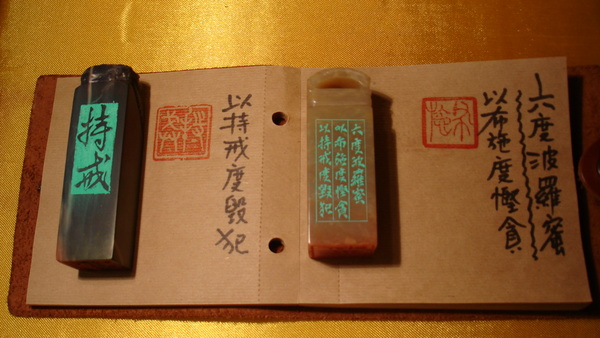 六度波羅蜜
以布施度慳貪
六度波羅蜜
以布施度慳貪
以持戒度毀犯
以持戒度毀犯
持戒